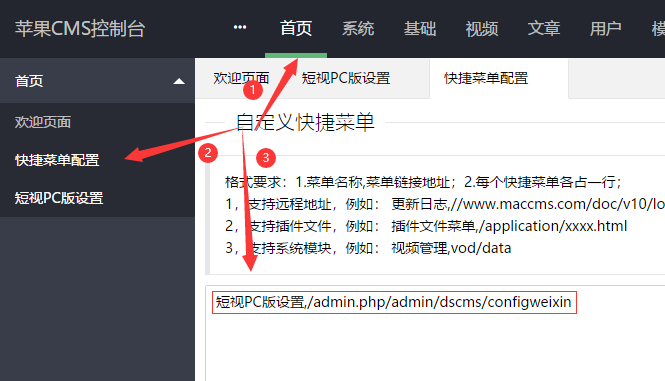 苹果CMS控制台
••• 首页 系统 基础 视频 文章 用户
首页
欢迎页面
快捷菜单配置
短视PC版设置
欢迎页面 短视PC版设置 快捷菜单配置
1
自定义快捷菜单
2
3
格式要求：1.菜单名称,菜单链接地址；2.每个快捷菜单各占一行；
1，支持远程地址，例如： 更新日志,//www.maccms.com/doc/v10/lo
2，支持插件文件，例如： 插件文件菜单,/application/xxxx.html
3，支持系统模块，例如： 视频管理,vod/data
短视PC版设置,/admin.php/admin/dscms/configweixin